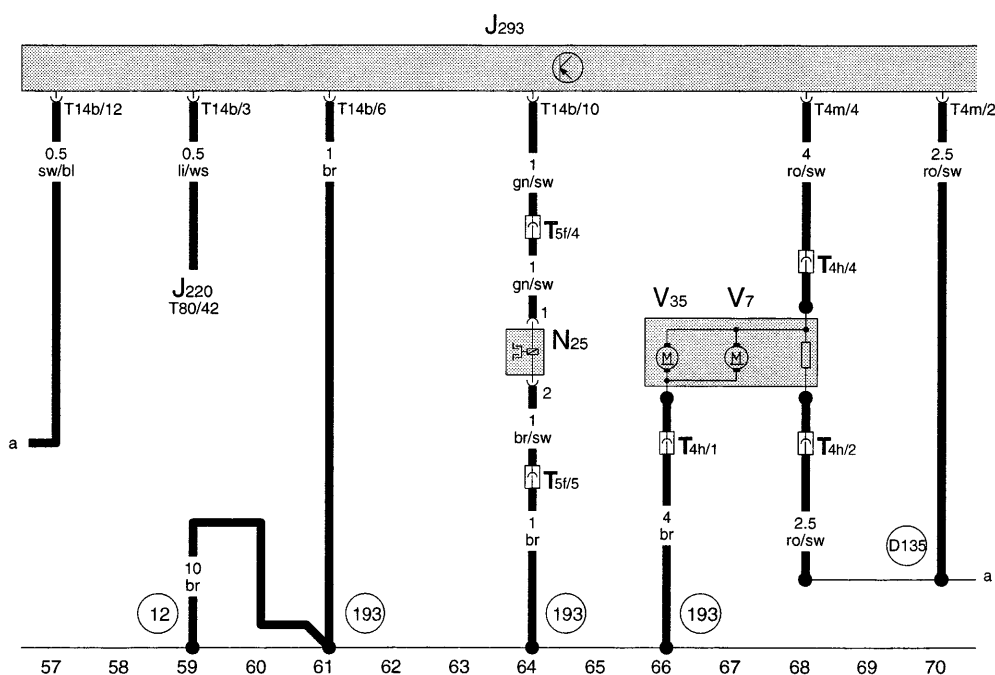 J293
T14b/12 T14b/3 T14b/6 T14b/10 T4m/4 T4m/2
0.5 0.5 1 4 2.5
sw/bl li/ws br ro/sw ro/sw
1
gn/sw
T5f/4
1
gn/sw
T4h/4
J220
T80/42
V35 V7
1
N25
M M
2
a
1
br/sw
T4h/1 T4h/2
T5f/5
1
br
4
br
2.5
ro/sw
D135
10
br
a
12 193 193 193
57 58 59 60 61 62 63 64 65 66 67 68 69 70